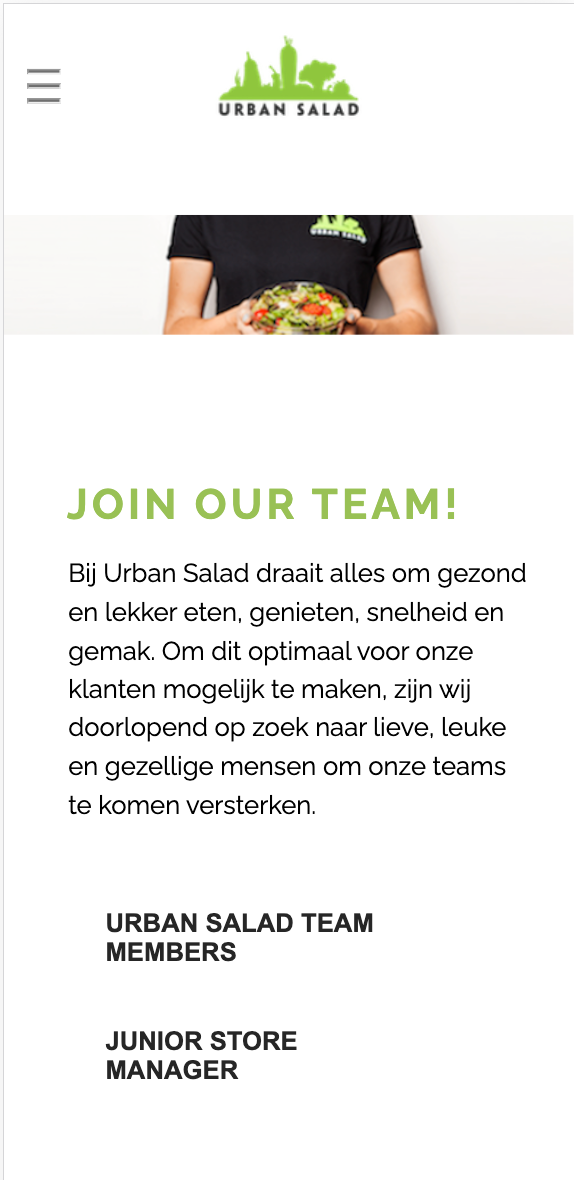 URBAN SALAD
URBAN SALAD
JOIN OUR TEAM!
Bij Urban Salad draait alles om gezond
en lekker eten, genieten, snelheid en
gemak. Om dit optimaal voor onze
klanten mogelijk te maken, zijn wij
doorlopend op zoek naar lieve, leuke
en gezellige mensen om onze teams
te komen versterken.
URBAN SALAD TEAM
MEMBERS
JUNIOR STORE
MANAGER